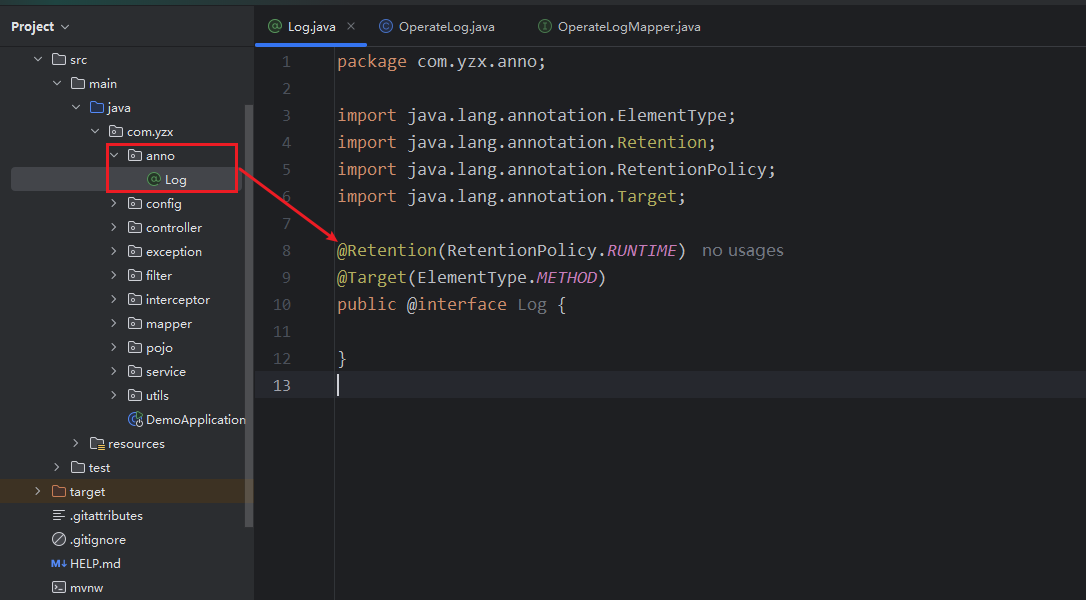 Project
src
main
java
com.yzx
anno
Log
config
controller
exception
filter
interceptor
mapper
pojo
service
utils
DemoApplication
resources
test
target
.gitattributes
.gitignore
M↓ HELP.md
mvnw
Log.java
OperateLog.java
OperateLogMapper.java
1 package com.yzx.anno;
2
3 import java.lang.annotation.ElementType;
4 import java.lang.annotation.Retention;
5 import java.lang.annotation.RetentionPolicy;
6 import java.lang.annotation.Target;
7
8 @Retention(RetentionPolicy.RUNTIME) no usages
9 @Target(ElementType.METHOD)
10 public @interface Log {
11
12 }
13